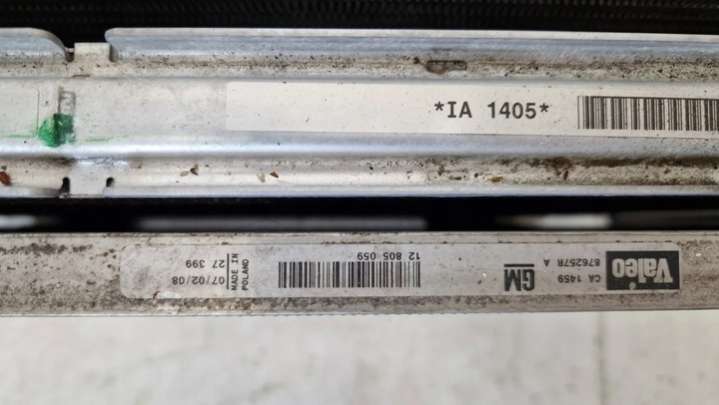 *IA 1405*
Valeo
CA 1459
876257R A
GM
12 805 059
MADE IN
POLAND
07/02/08
27 399